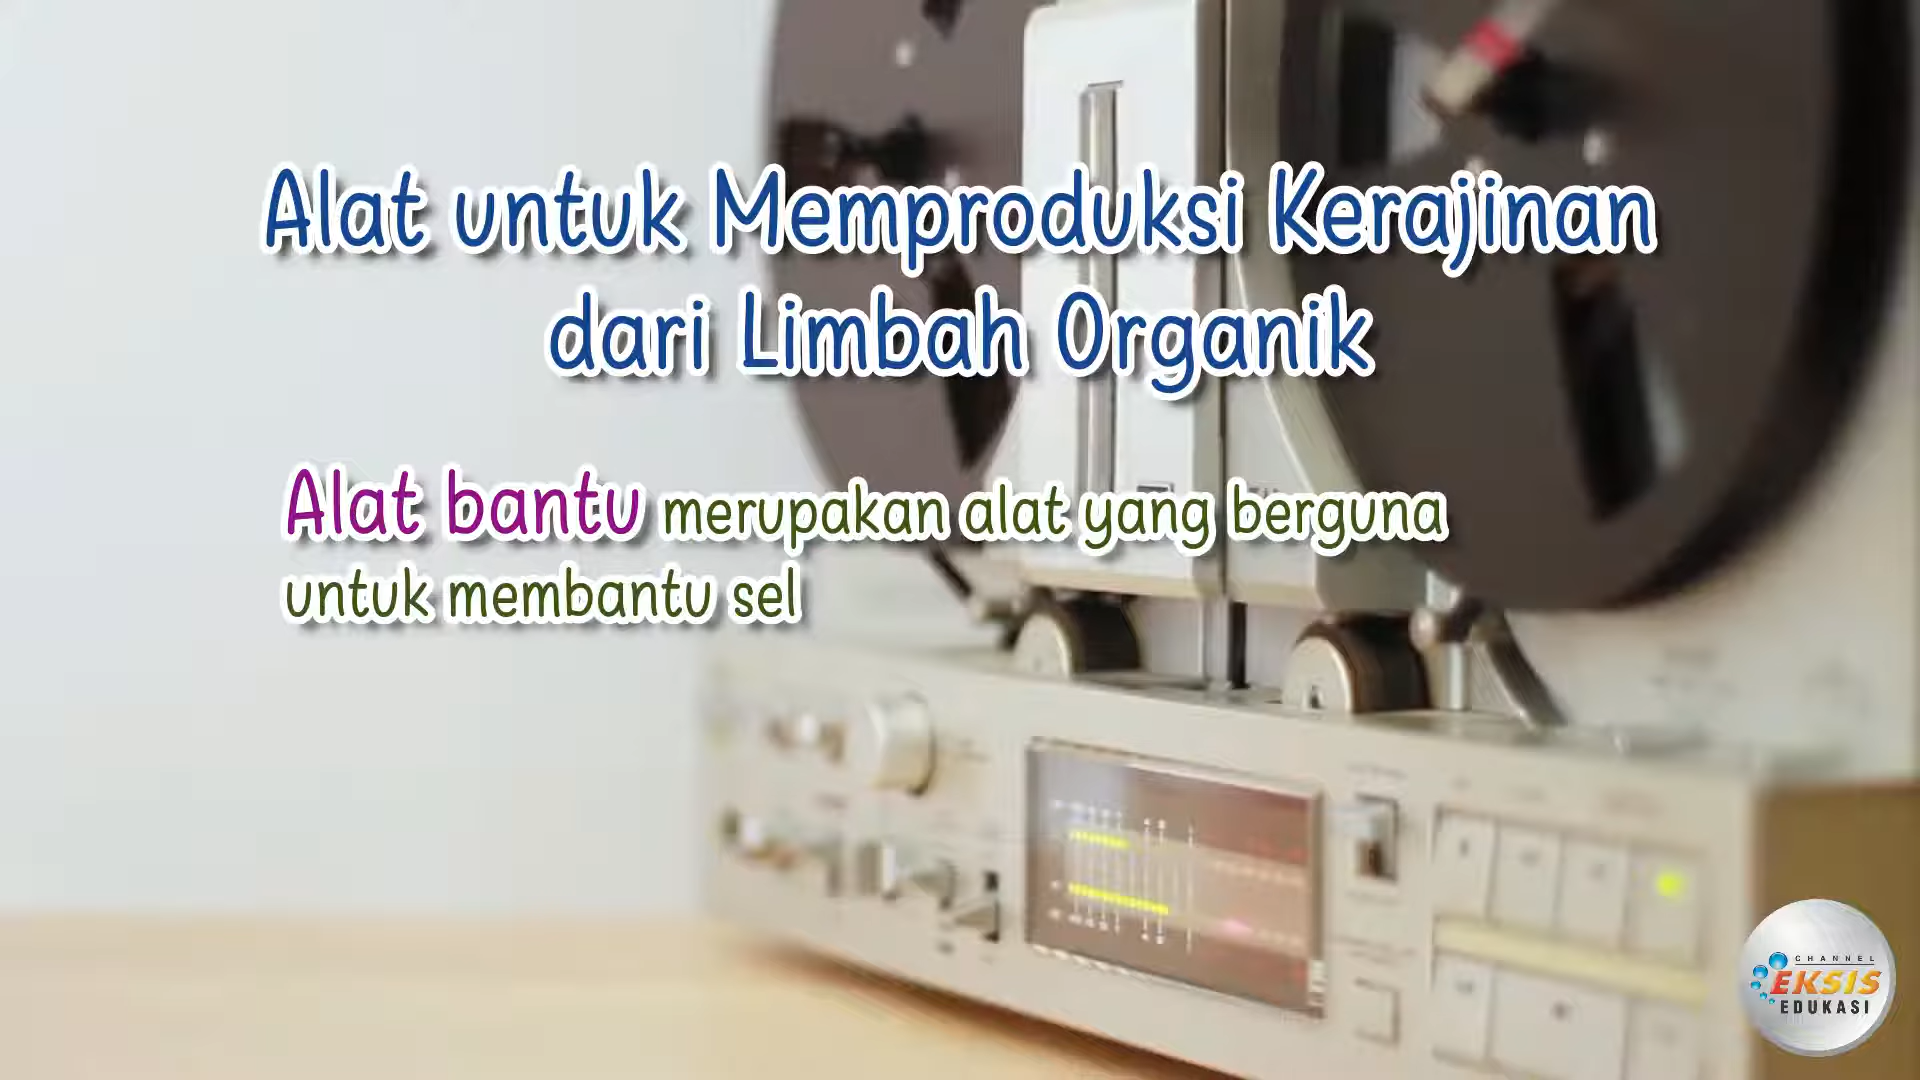 Alat untuk Memproduksi Kerajinan
dari Limbah Organik
Alat bantu merupakan alat yang berguna
untuk membantu sel
CHANNEL
EKSIS
EDUKASI